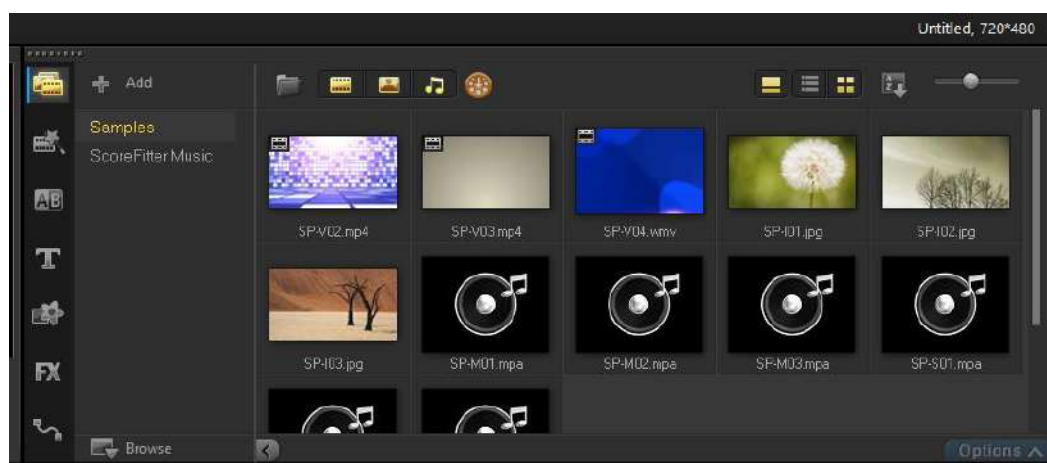 Untitled, 720*480
Add
Samples
ScoreFitter Music
AB
T
FX
A
Z
SP-V02.mp4
SP-V03.mp4
SP-V04.wmv
SP-I01.jpg
SP-I02.jpg
SP-I03.jpg
SP-M01.mpa
SP-M02.mpa
SP-M03.mpa
SP-S01.mpa
Browse
Options